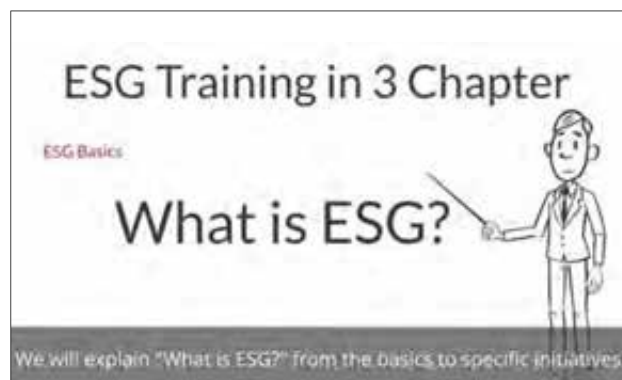 ESG Training in 3 Chapter
ESG Basics
What is ESG?
We will explain "What is ESG?" from the basics to specific initiatives